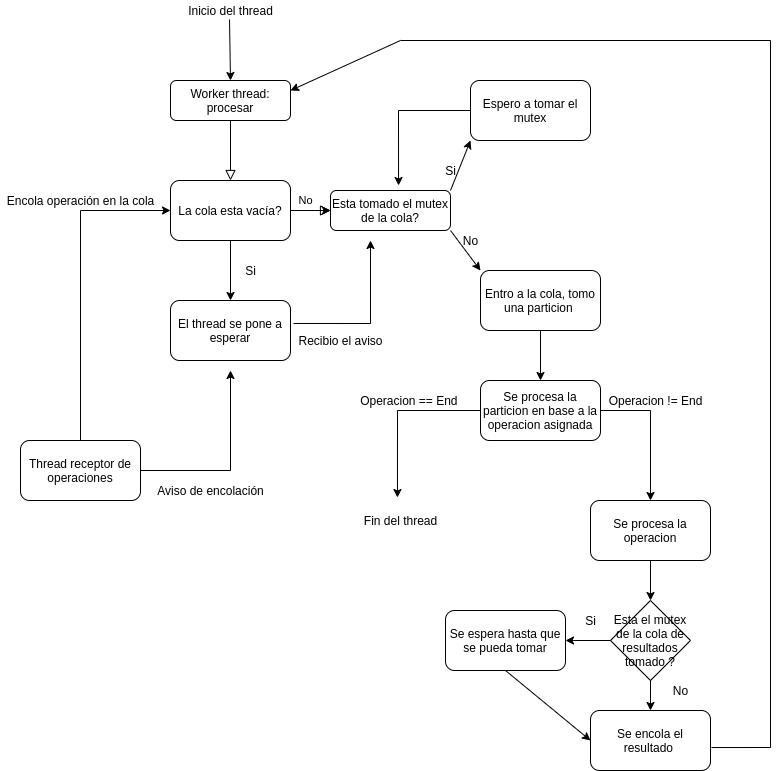 Inicio del thread
Worker thread:
procesar
Espero a tomar el
mutex
Si
Encola operación en la cola
La cola esta vacía?
No
Esta tomado el mutex
de la cola?
No
Si
Entro a la cola, tomo
una particion
El thread se pone a
esperar
Recibio el aviso
Operacion == End
Se procesa la
particion en base a la
operacion asignada
Operacion != End
Thread receptor de
operaciones
Aviso de encolación
Fin del thread
Se procesa la
operacion
Se espera hasta que
se pueda tomar
Si
Esta el mutex
de la cola de
resultados
tomado ?
No
Se encola el
resultado